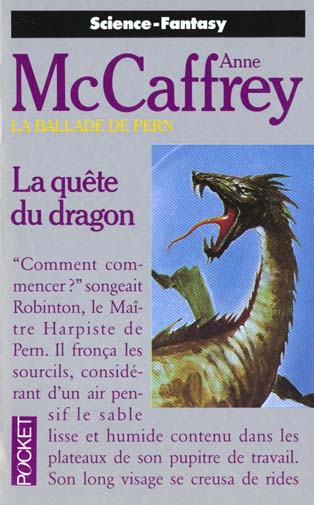 Science-Fantasy
Anne
McCaffrey
LA BALLADE DE PERN
La quête
du dragon
"Comment com-
mencer ?" songeait
Robinton, le Maî-
tre Harpiste de
Pern. Il fronça les
sourcils, considé-
rant d'un air pen-
sif le sable
lisse et humide contenu dans les
plateaux de son pupitre de travail.
Son long visage se creusa de rides
POCKET